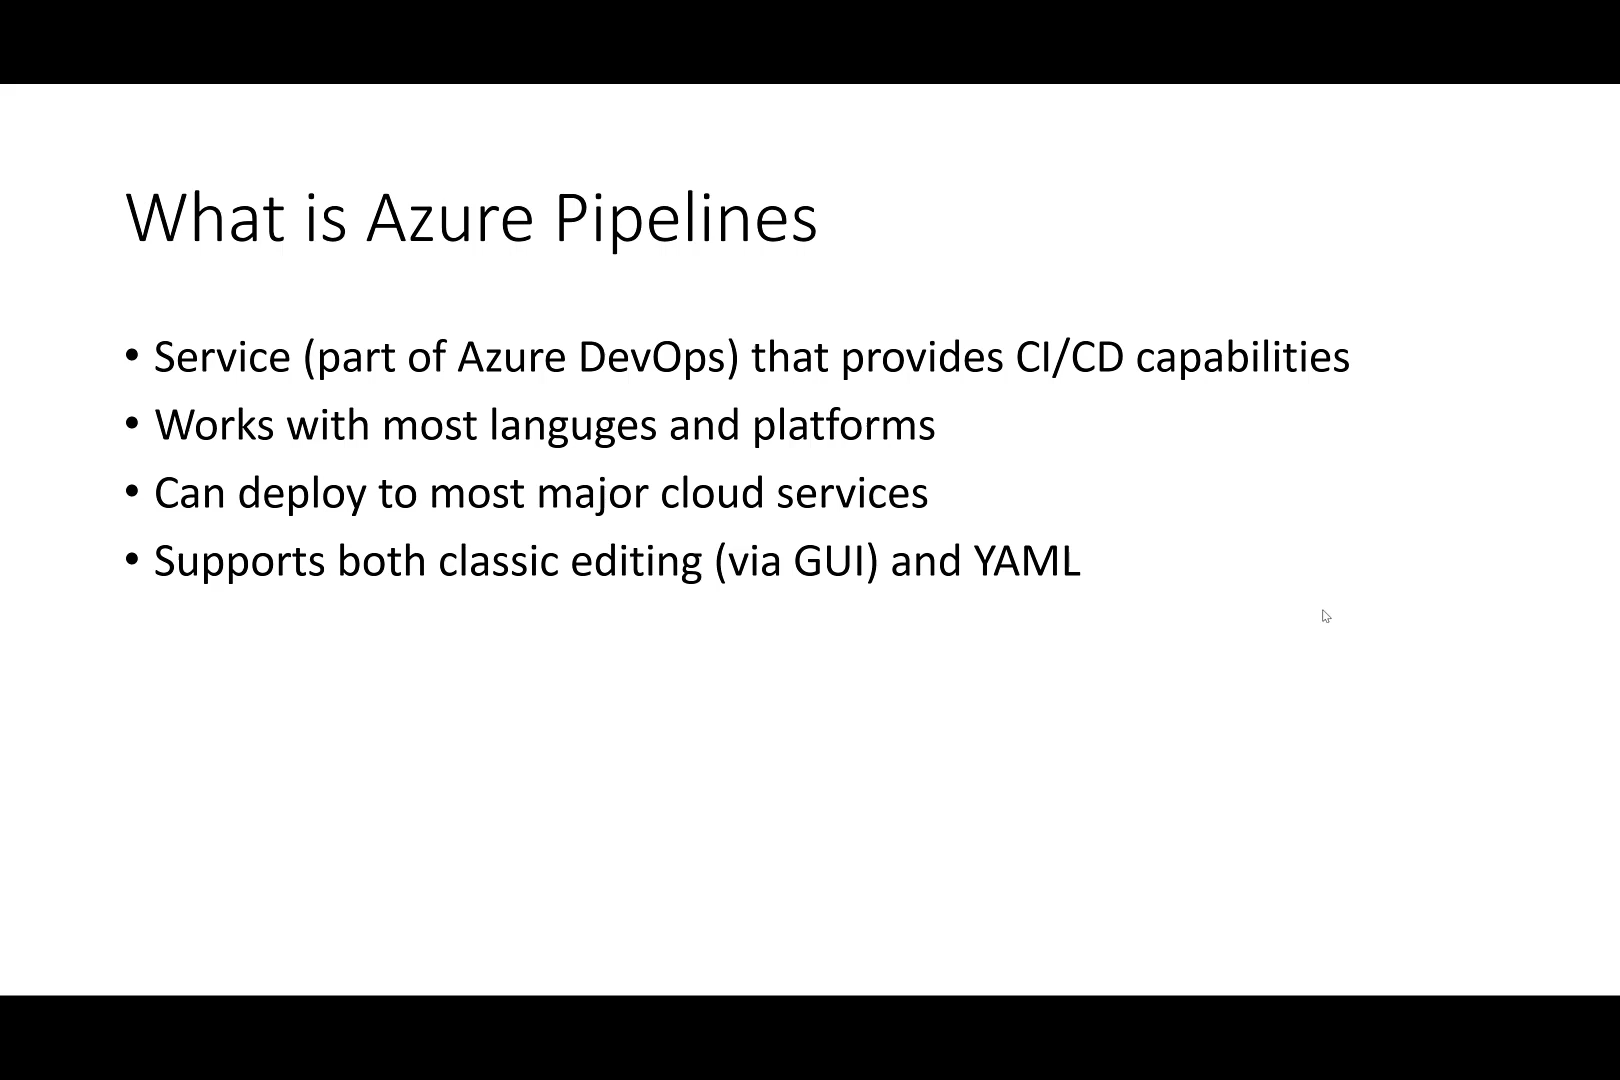 What is Azure Pipelines
• Service (part of Azure DevOps) that provides CI/CD capabilities
• Works with most languges and platforms
• Can deploy to most major cloud services
• Supports both classic editing (via GUI) and YAML